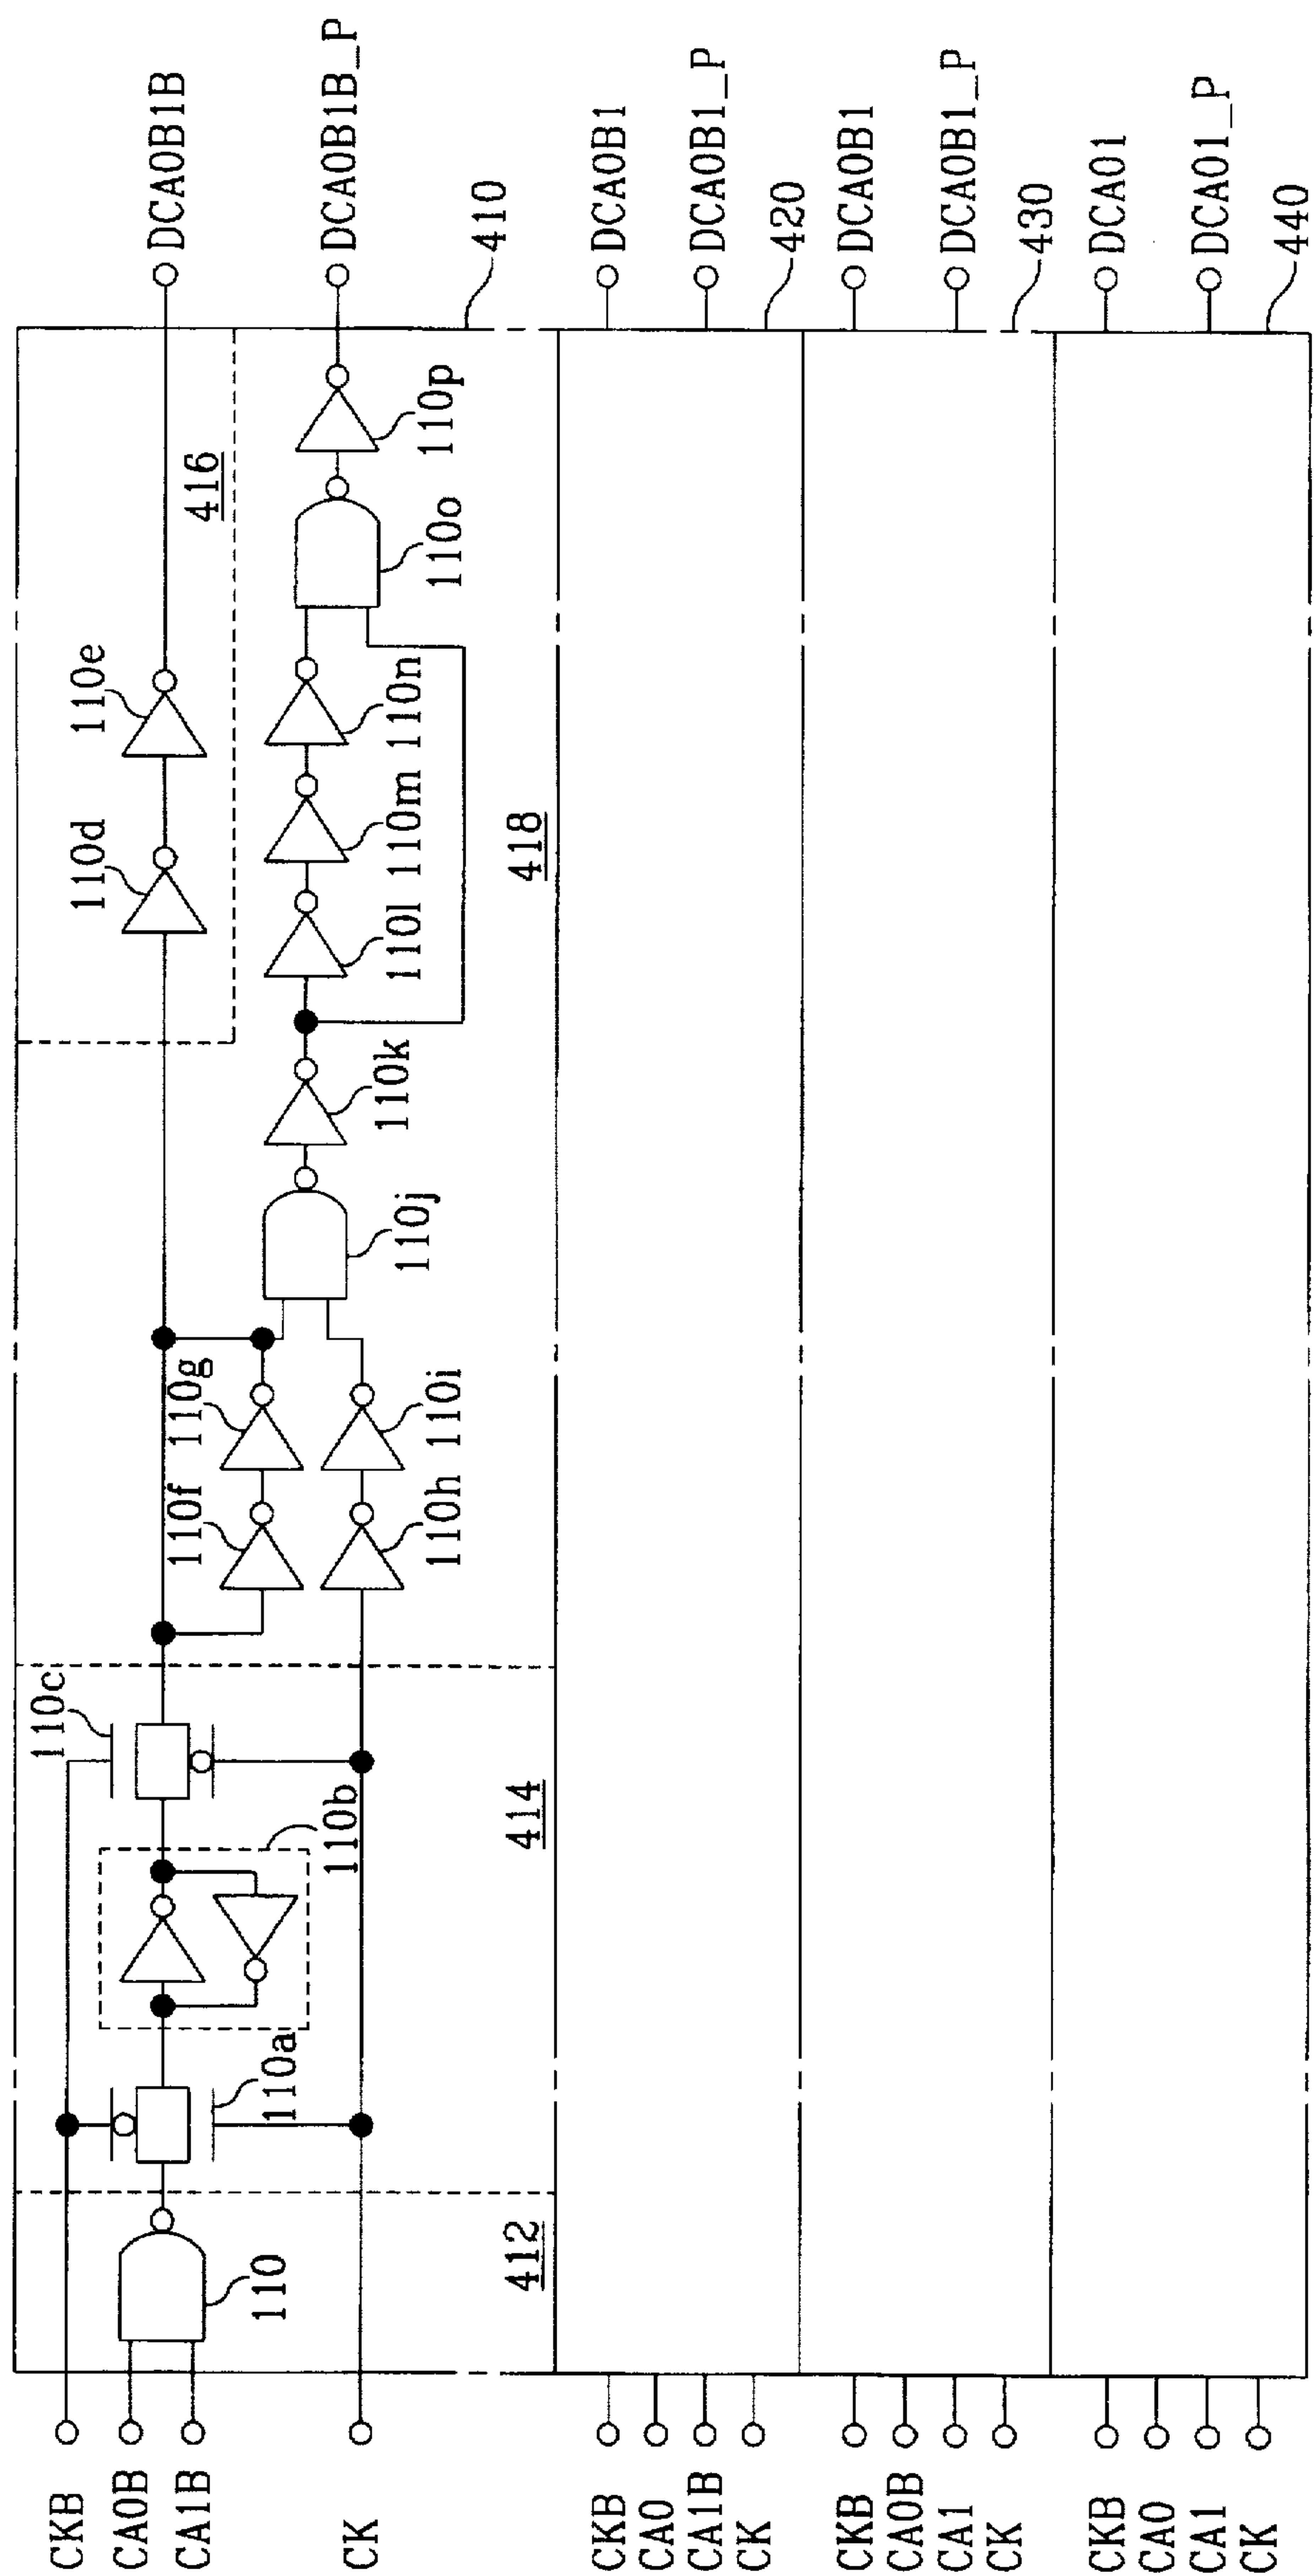 CKB
CA0B
CA1B
CK
110
412
110a
110b
110c
414
110f
110g
110h
110i
110j
110k
110d
110e
416
110l
110m
110n
110o
110p
418
DCA0B1B
DCA0B1B_P
410
CKB
CA0
CA1B
CK
DCA0B1
DCA0B1_P
420
CKB
CA0B
CA1
CK
DCA0B1
DCA0B1_P
430
CKB
CA0
CA1
CK
DCA01
DCA01_P
440